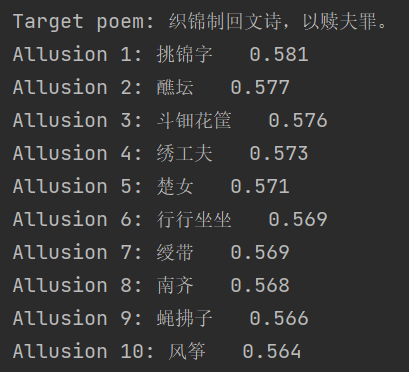 Target poem: 织锦制回文诗，以赎夫罪。
Allusion 1: 挑锦字 0.581
Allusion 2: 醮坛 0.577
Allusion 3: 斗钿花筐 0.576
Allusion 4: 绣工夫 0.573
Allusion 5: 楚女 0.571
Allusion 6: 行行坐坐 0.569
Allusion 7: 绶带 0.569
Allusion 8: 南齐 0.568
Allusion 9: 蝇拂子 0.566
Allusion 10: 风筝 0.564